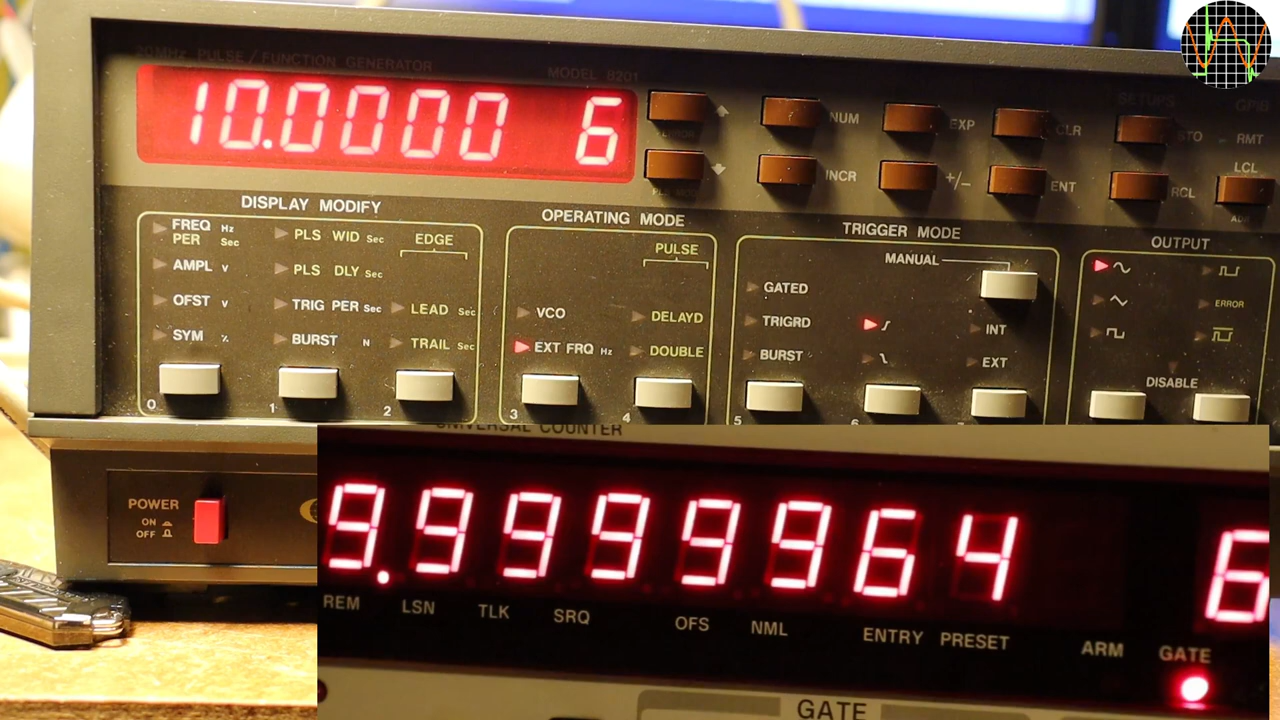 20MHz PULSE / FUNCTION GENERATOR MODEL 8201
10.0000 6
NUM EXP CLR STO RMT
SETUPS GPIB
INCR +/- ENT RCL LCL
DISPLAY MODIFY
FREQ Hz
PER Sec
AMPL V
OFST V
SYM %
PLS WID Sec
PLS DLY Sec
TRIG PER Sec
BURST N
EDGE
LEAD Sec
TRAIL Sec
0 1 2
OPERATING MODE
PULSE
VCO
EXT FRQ Hz
DELAYD
DOUBLE
3 4
TRIGGER MODE
MANUAL
GATED
TRIGRD
BURST
INT
EXT
5
OUTPUT
ERROR
DISABLE
POWER
ON
OFF
UNIVERSAL COUNTER
9.9999964 6
REM LSN TLK SRQ OFS NML ENTRY PRESET ARM GATE
GATE